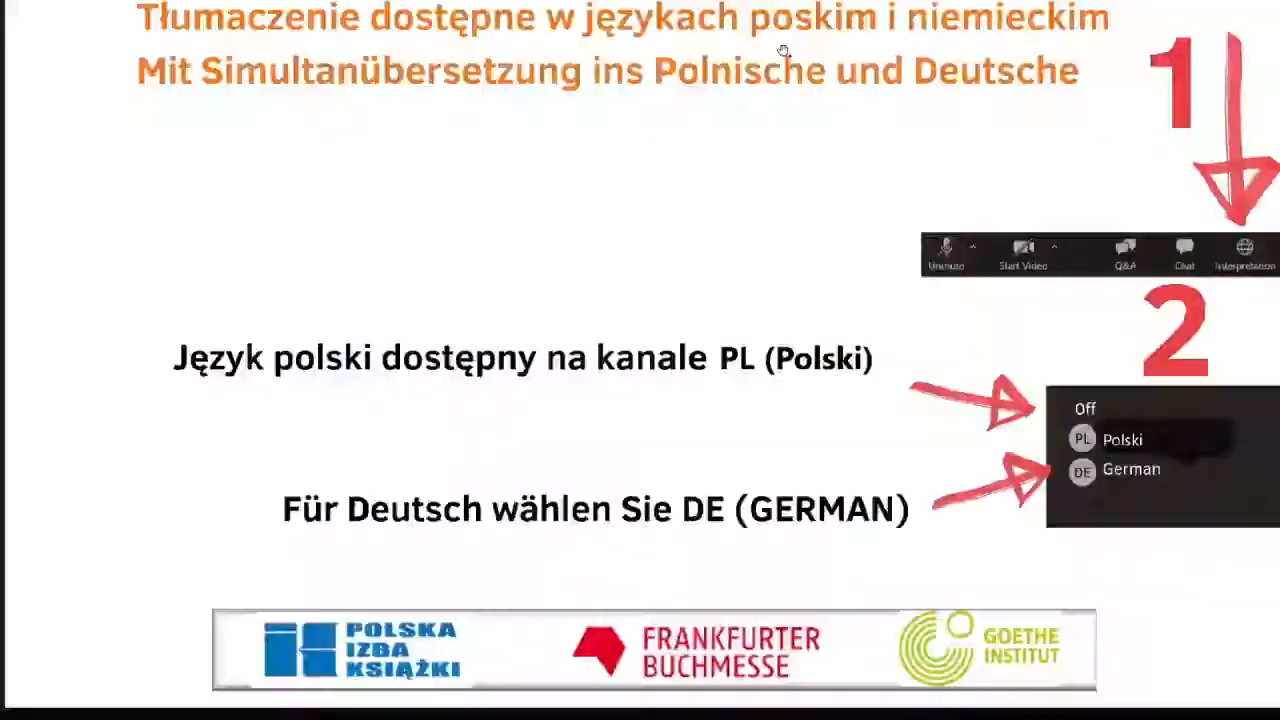 Tłumaczenie dostępne w językach poskim i niemieckim
Mit Simultanübersetzung ins Polnische und Deutsche
1
Unmute
Start Video
Q&A
Chat
Interpretation
2
Język polski dostępny na kanale PL (Polski)
Off
PL Polski
DE German
Für Deutsch wählen Sie DE (GERMAN)
POLSKA
IZBA
KSIĄŻKI
FRANKFURTER
BUCHMESSE
GOETHE
INSTITUT